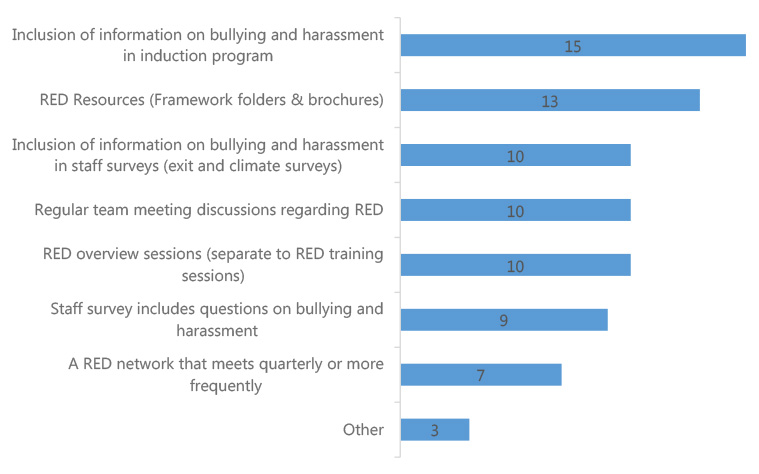 Inclusion of information on bullying and harassment
in induction program
15
RED Resources (Framework folders & brochures)
13
Inclusion of information on bullying and harassment
in staff surveys (exit and climate surveys)
10
Regular team meeting discussions regarding RED
10
RED overview sessions (separate to RED training
sessions)
10
Staff survey includes questions on bullying and
harassment
9
A RED network that meets quarterly or more
frequently
7
Other
3